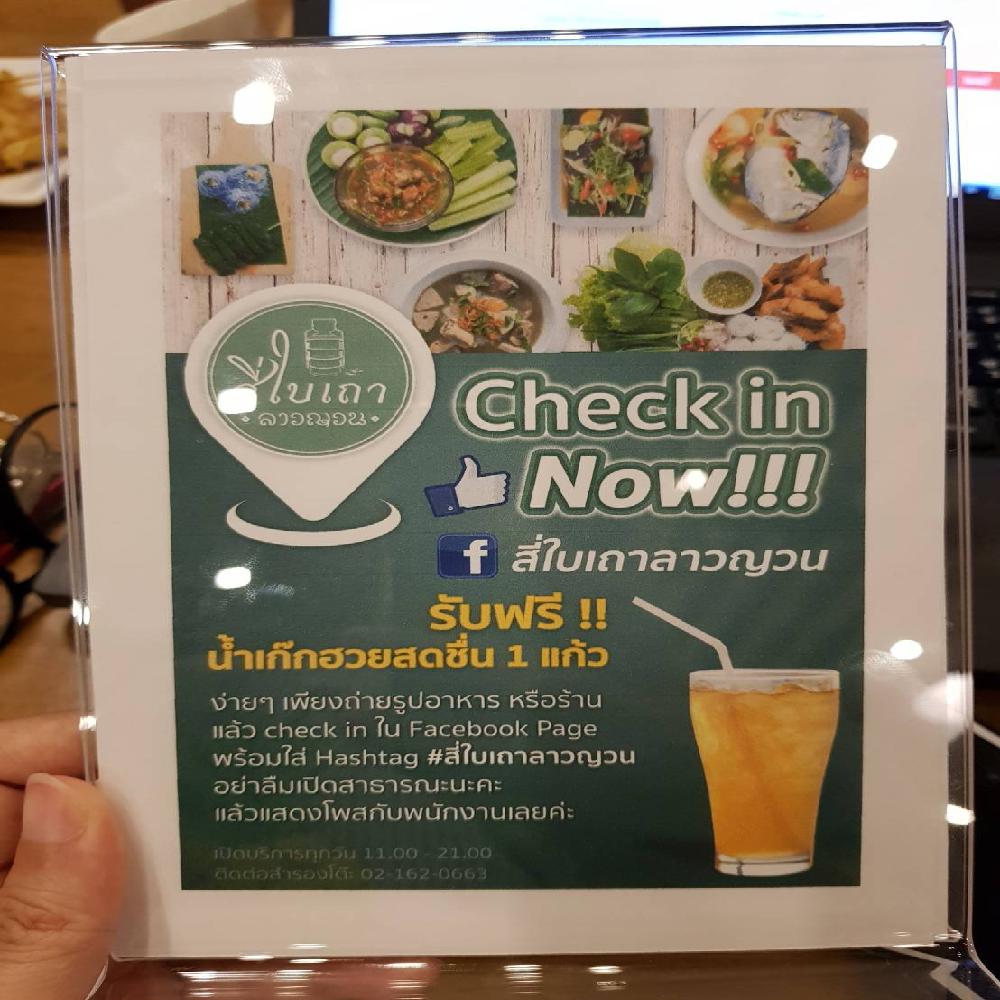 สี่ใบเถา
ลาวญวน
Check in
Now!!!
f สี่ใบเถาลาวญวน
รับฟรี !!
น้ำเก๊กฮวยสดชื่น 1 แก้ว
ง่ายๆ เพียงถ่ายรูปอาหาร หรือร้าน
แล้ว check in ใน Facebook Page
พร้อมใส่ Hashtag #สี่ใบเถาลาวญวน
อย่าลืมเปิดสาธารณะนะคะ
แล้วแสดงโพสกับพนักงานเลยค่ะ
เปิดบริการทุกวัน 11.00 - 21.00
ติดต่อสำรองโต๊ะ 02-162-0663